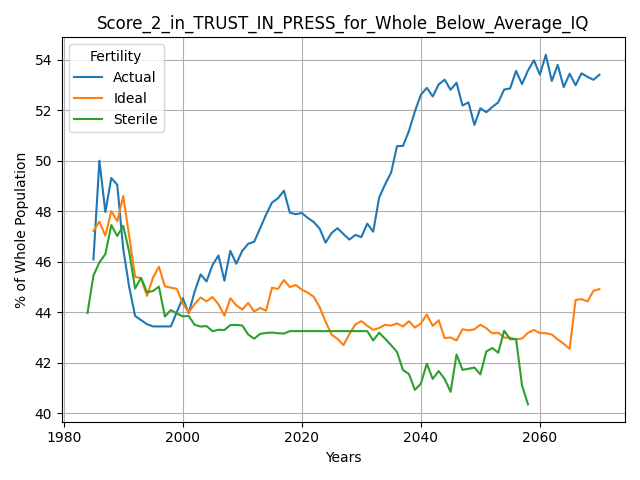 Score_2_in_TRUST_IN_PRESS_for_Whole_Below_Average_IQ
Fertility
Actual
Ideal
Sterile
% of Whole Population
54
52
50
48
46
44
42
40
1980
2000
2020
2040
2060
Years